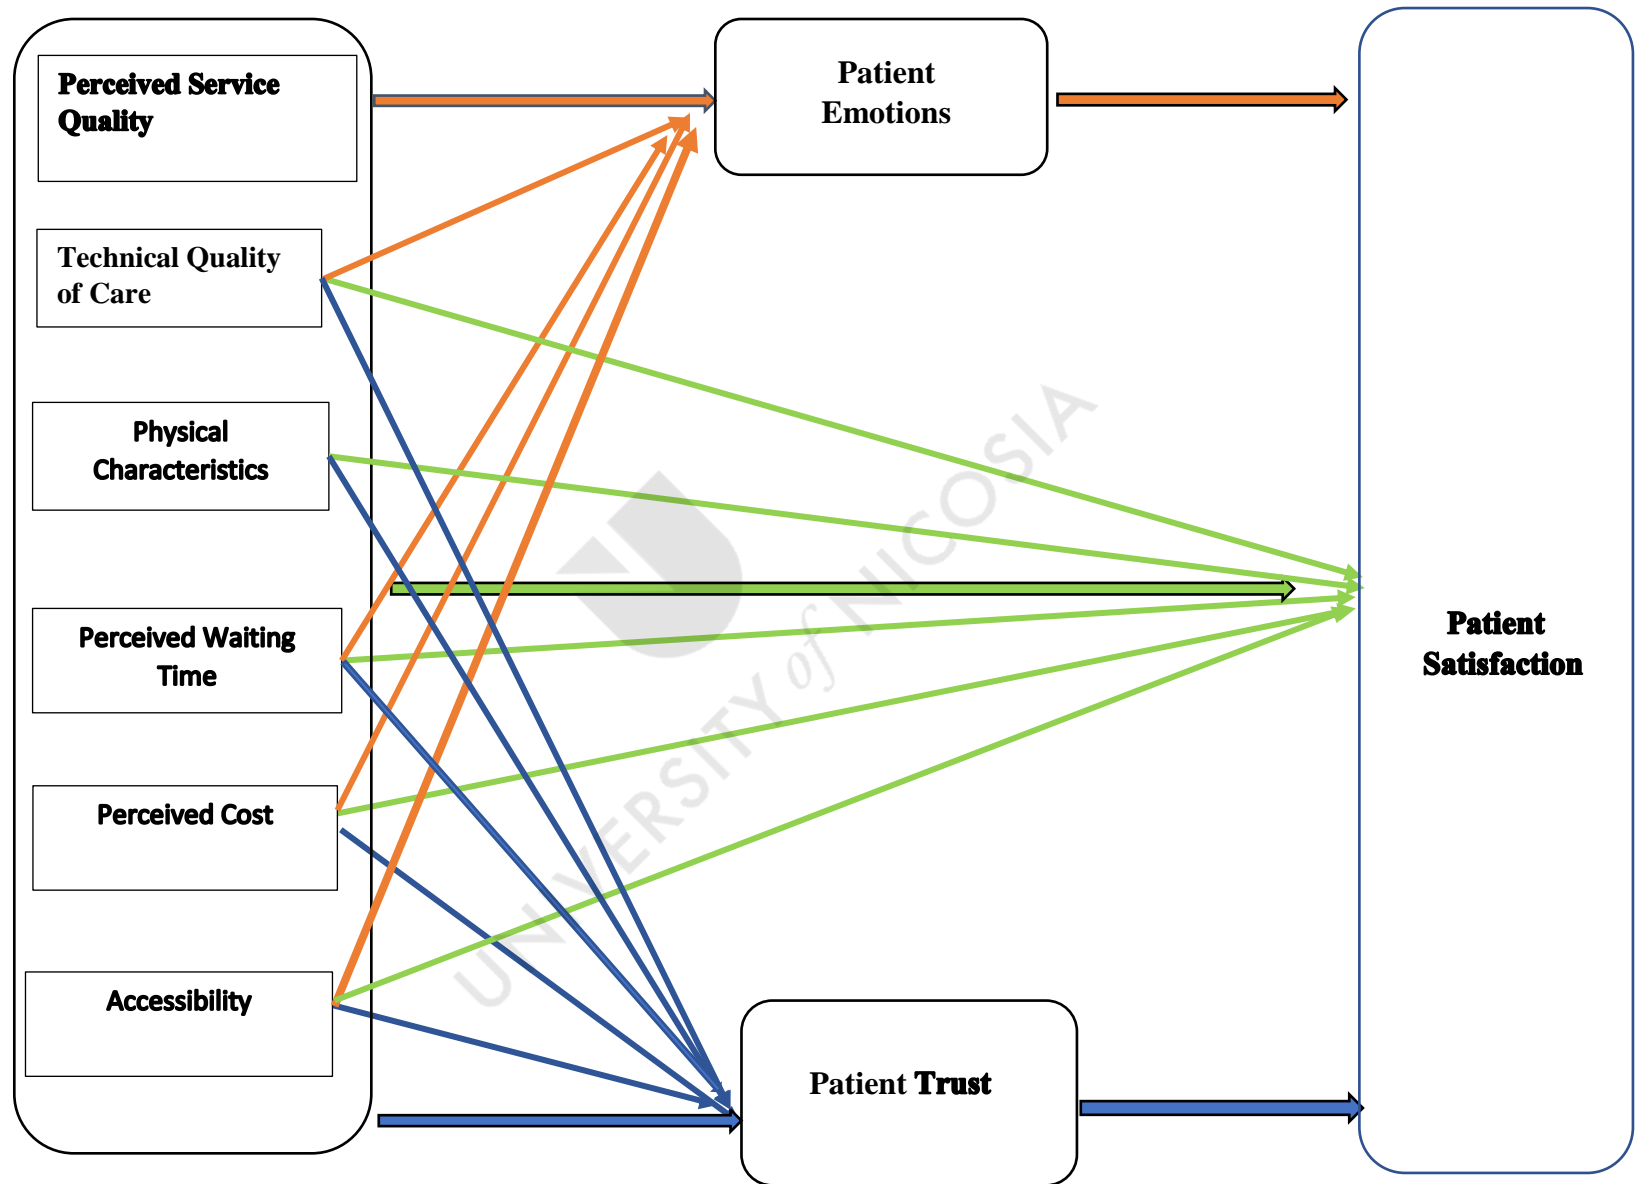 Perceived Service
Quality
Technical Quality
of Care
Physical
Characteristics
Perceived Waiting
Time
Perceived Cost
Accessibility
Patient
Emotions
Patient Trust
Patient
Satisfaction
UNIVERSITY of NICOSIA